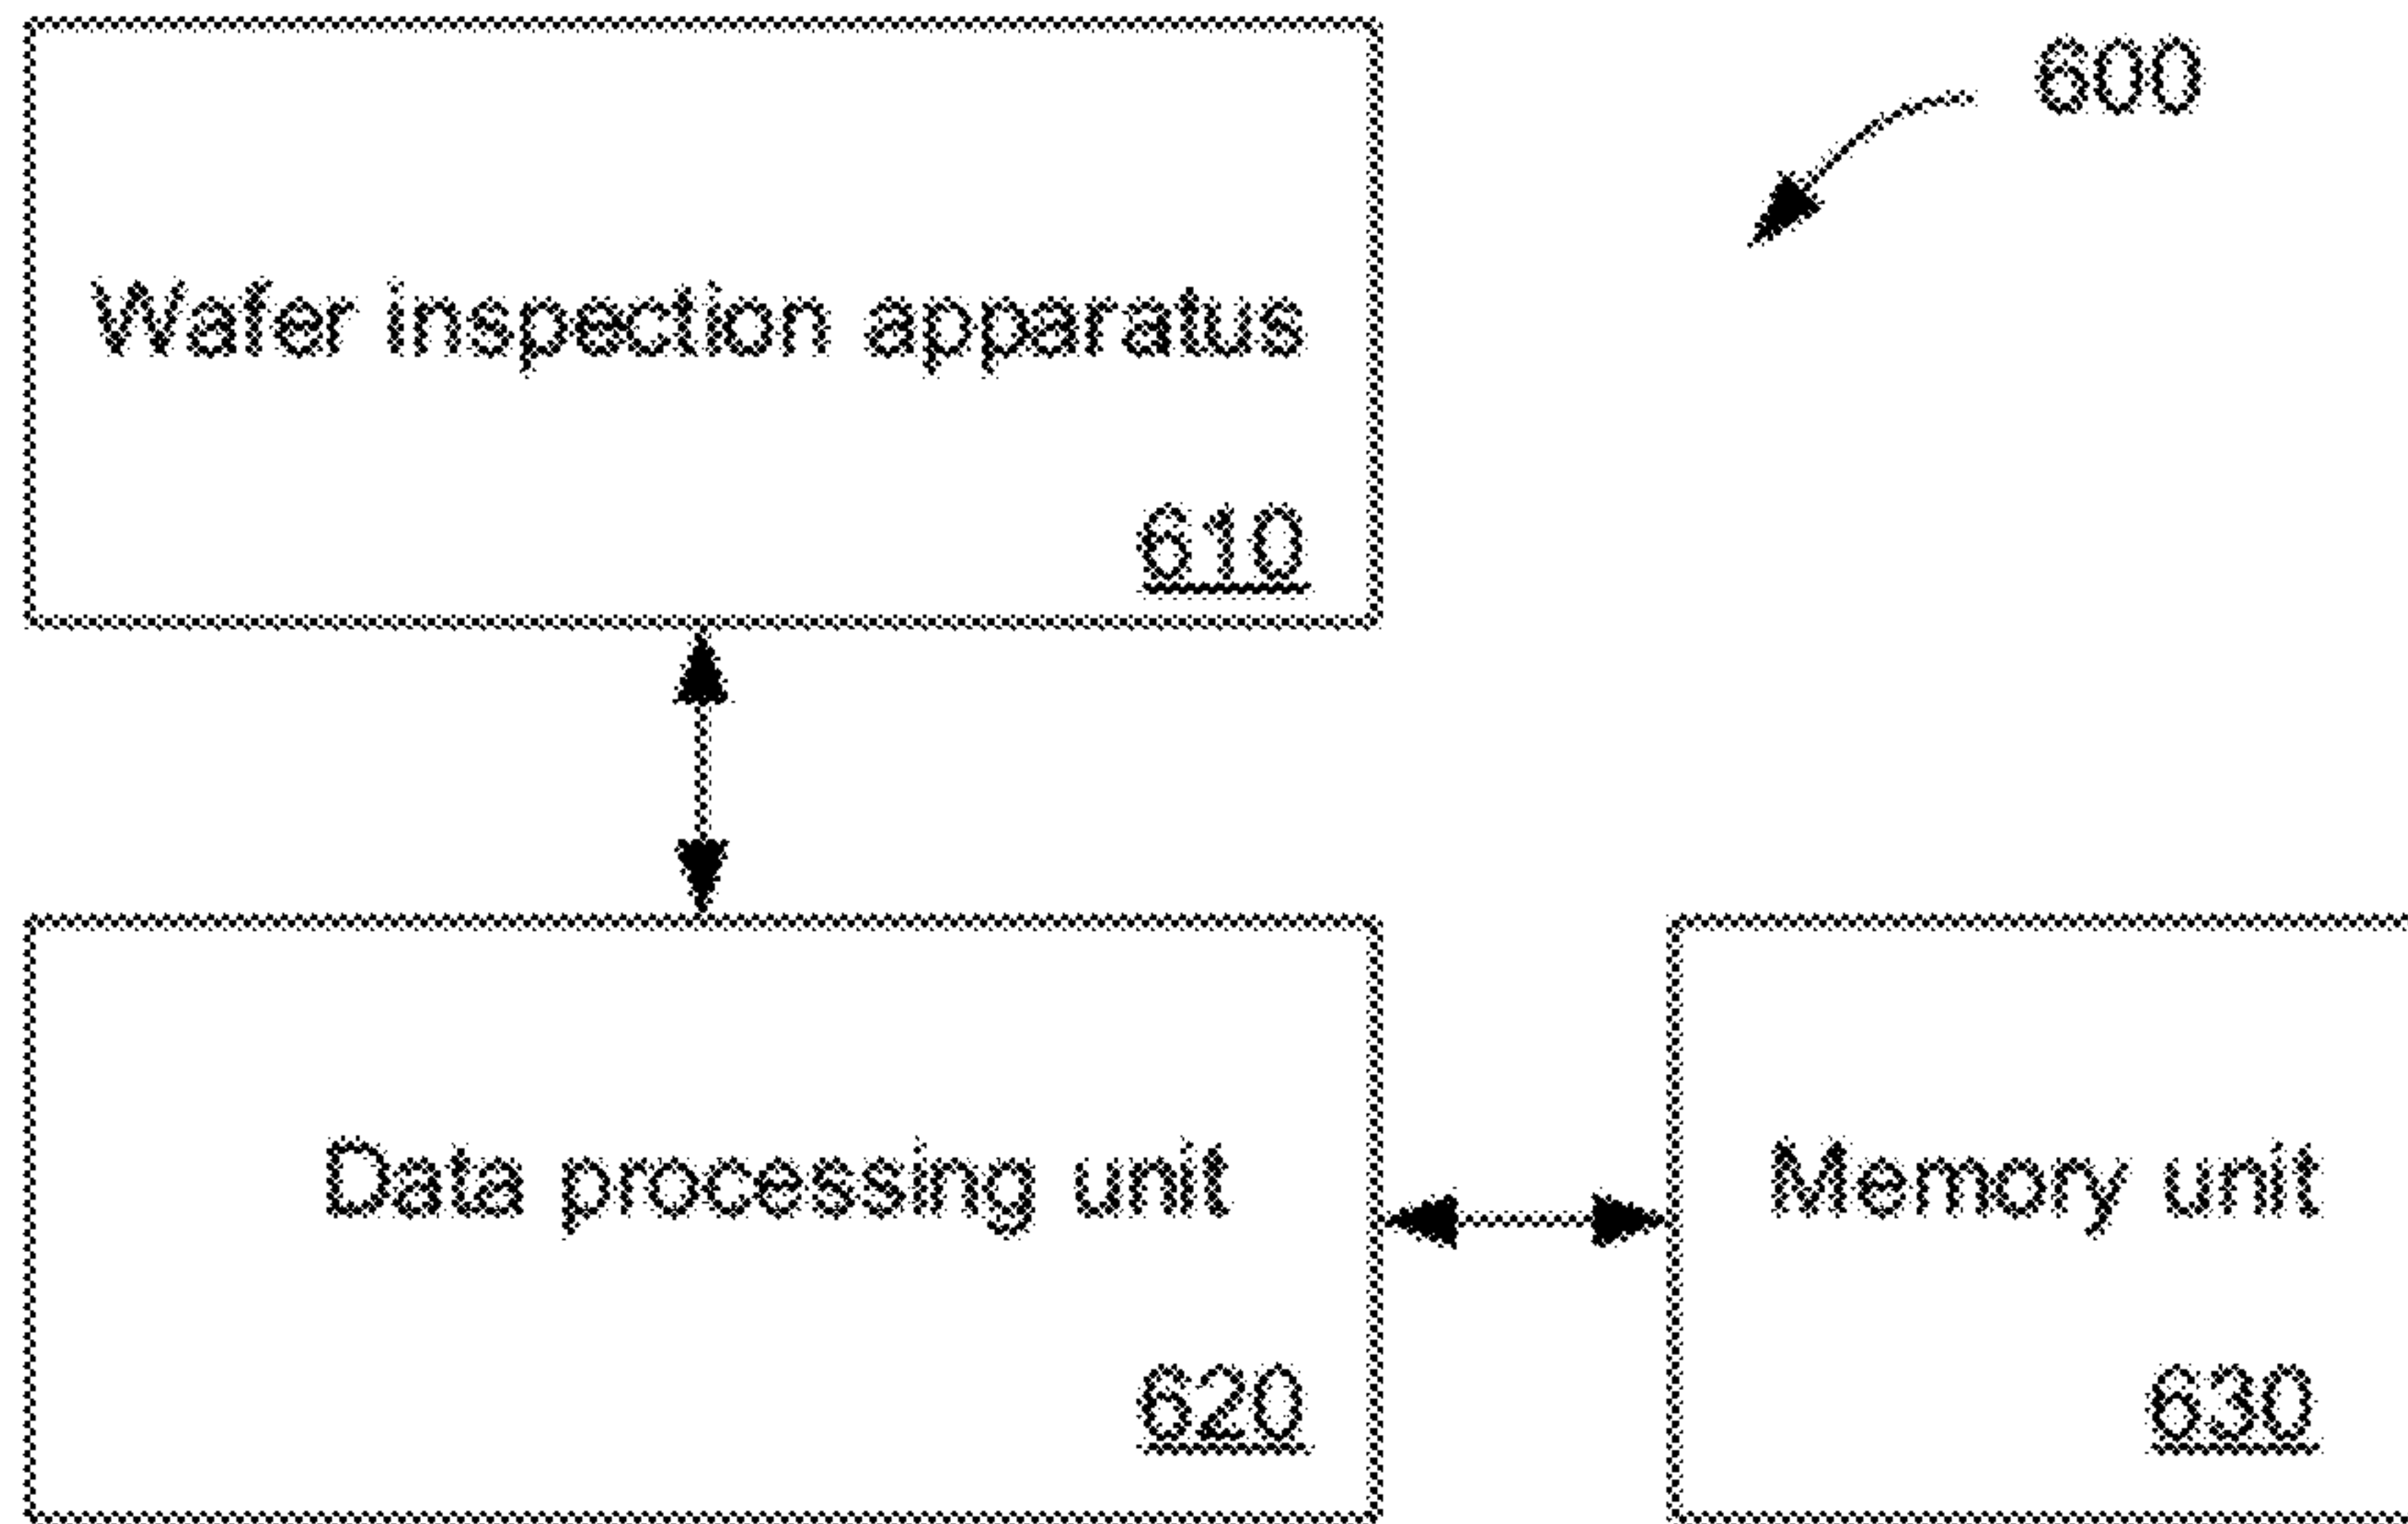 600
Wafer inspection apparatus
610
Data processing unit
620
Memory unit
630